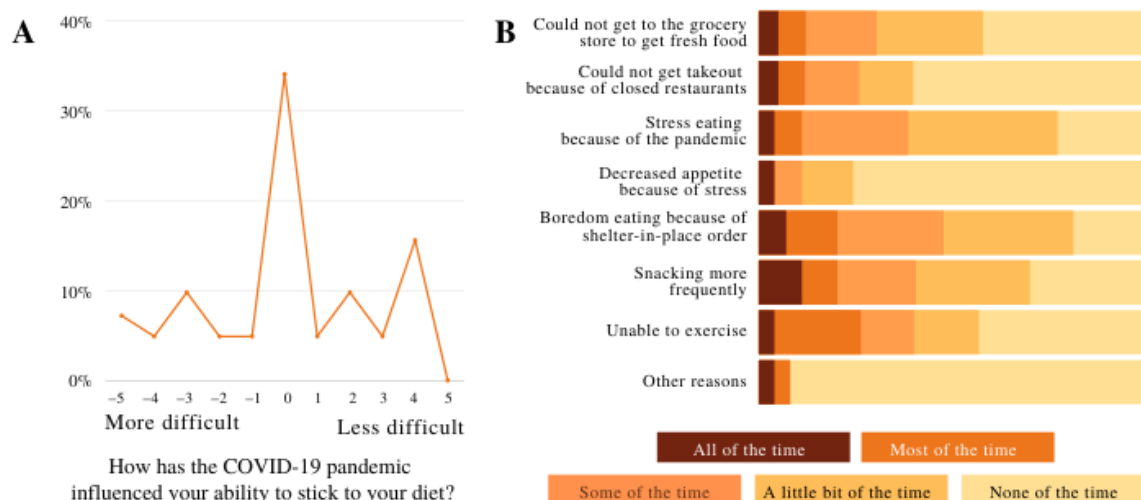 A
40%
30%
20%
10%
0%
−5 −4 −3 −2 −1 0 1 2 3 4 5
More difficult Less difficult
How has the COVID-19 pandemic
influenced your ability to stick to your diet?
B
Could not get to the grocery
store to get fresh food
Could not get takeout
because of closed restaurants
Stress eating
because of the pandemic
Decreased appetite
because of stress
Boredom eating because of
shelter-in-place order
Snacking more
frequently
Unable to exercise
Other reasons
All of the time Most of the time
Some of the time A little bit of the time None of the time